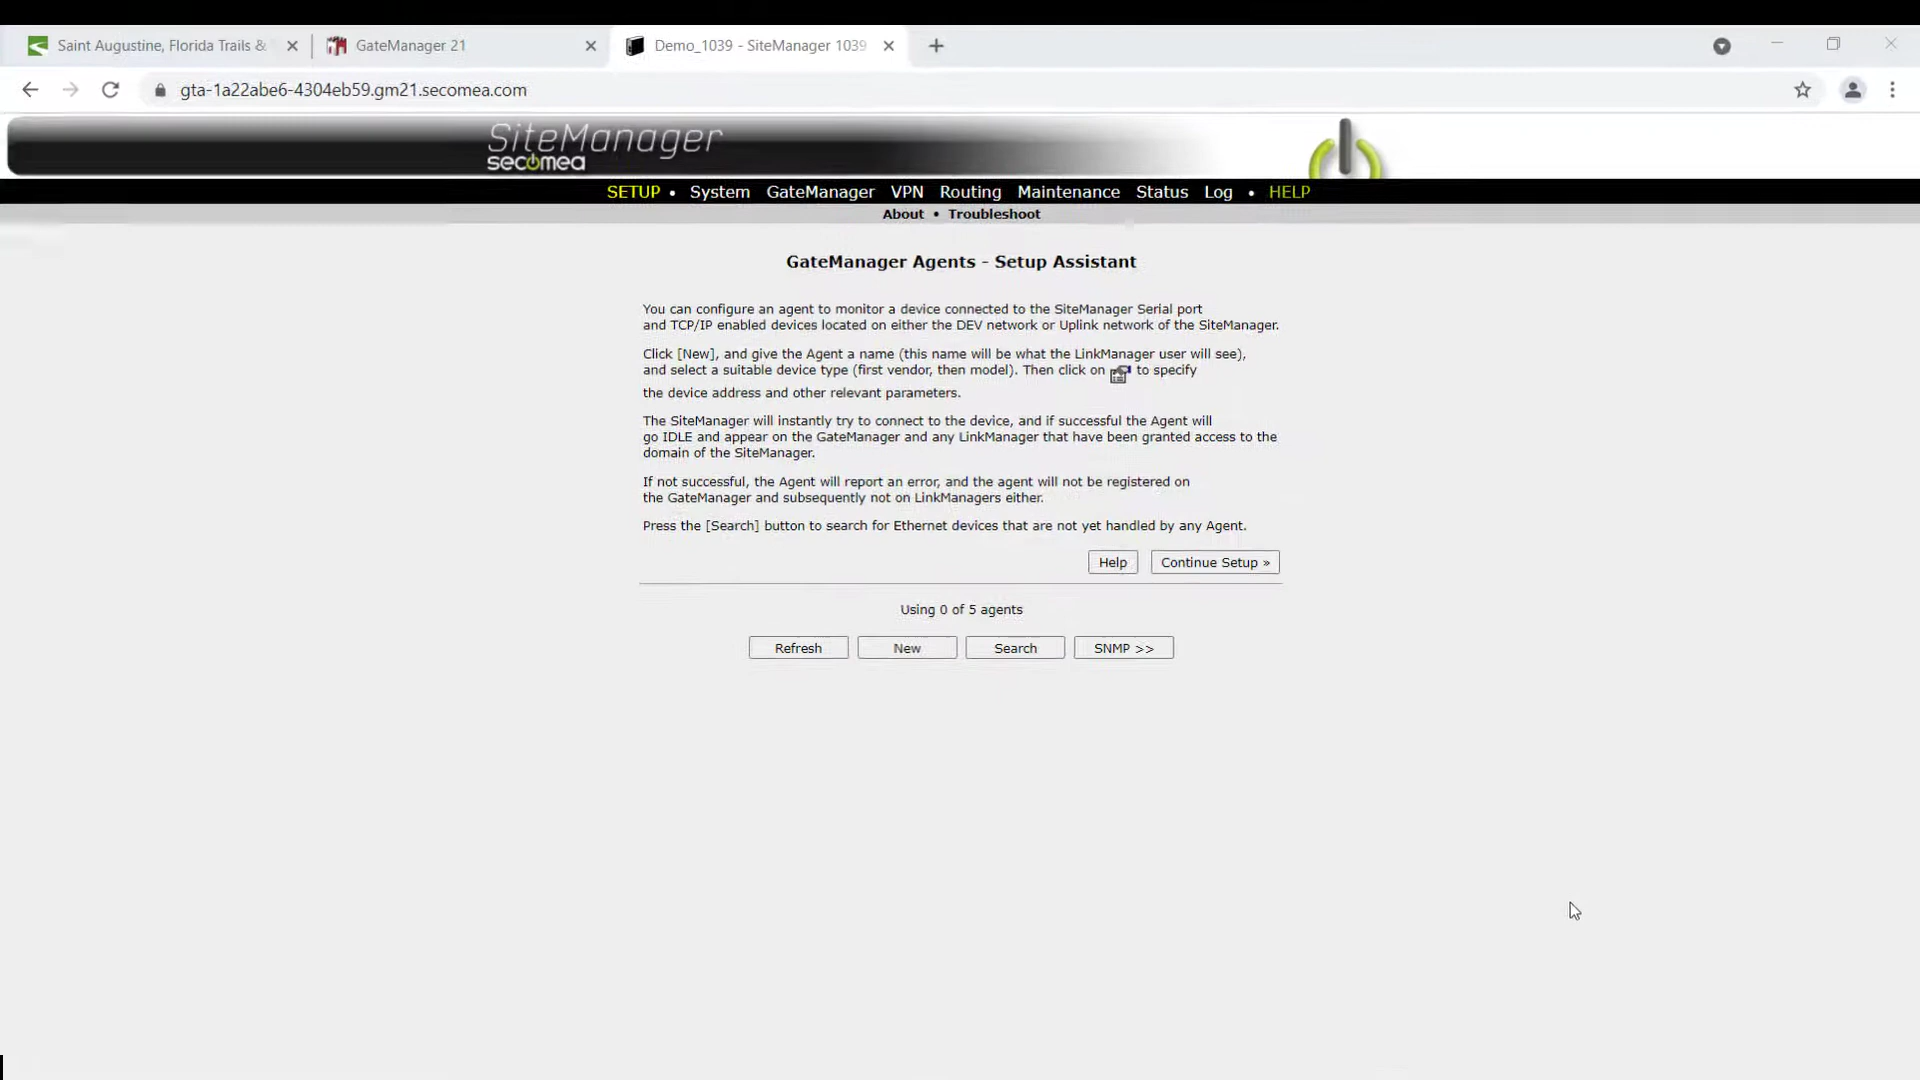 Saint Augustine, Florida Trails &
GateManager 21
Demo_1039 - SiteManager 1039
gta-1a22abe6-4304eb59.gm21.secomea.com
SiteManager
secomea
SETUP • System GateManager VPN Routing Maintenance Status Log • HELP
About • Troubleshoot
GateManager Agents - Setup Assistant
You can configure an agent to monitor a device connected to the SiteManager Serial port
and TCP/IP enabled devices located on either the DEV network or Uplink network of the SiteManager.
Click [New], and give the Agent a name (this name will be what the LinkManager user will see),
and select a suitable device type (first vendor, then model). Then click on to specify
the device address and other relevant parameters.
The SiteManager will instantly try to connect to the device, and if successful the Agent will
go IDLE and appear on the GateManager and any LinkManager that have been granted access to the
domain of the SiteManager.
If not successful, the Agent will report an error, and the agent will not be registered on
the GateManager and subsequently not on LinkManagers either.
Press the [Search] button to search for Ethernet devices that are not yet handled by any Agent.
Help Continue Setup »
Using 0 of 5 agents
Refresh New Search SNMP >>